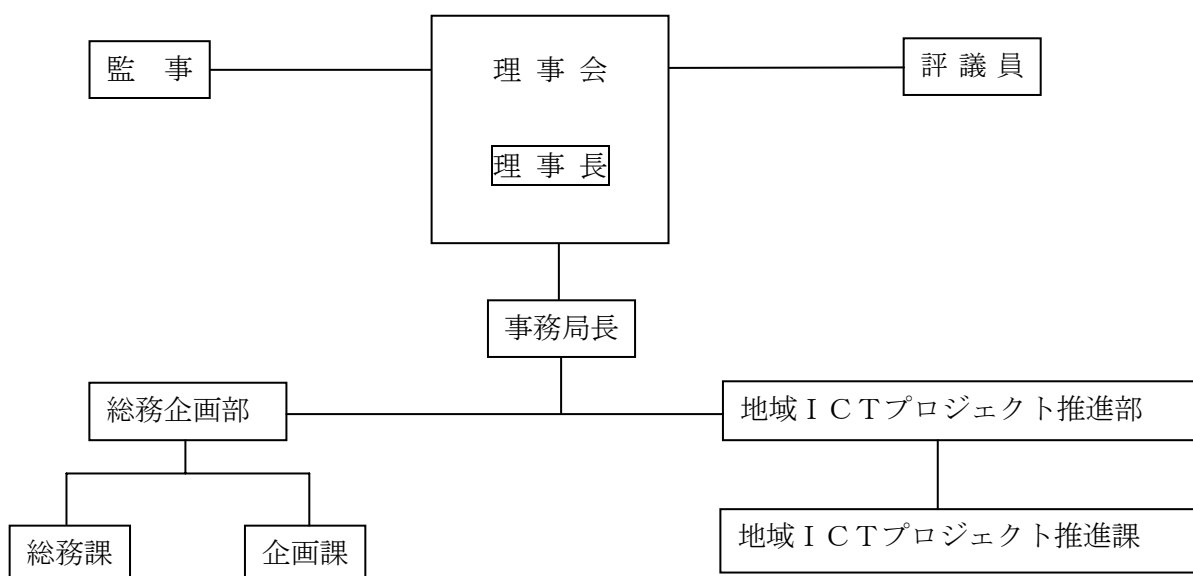 監　事
理 事 会
評 議 員
理 事 長
事務局長
総務企画部
地域ＩＣＴプロジェクト推進部
総務課
企画課
地域ＩＣＴプロジェクト推進課